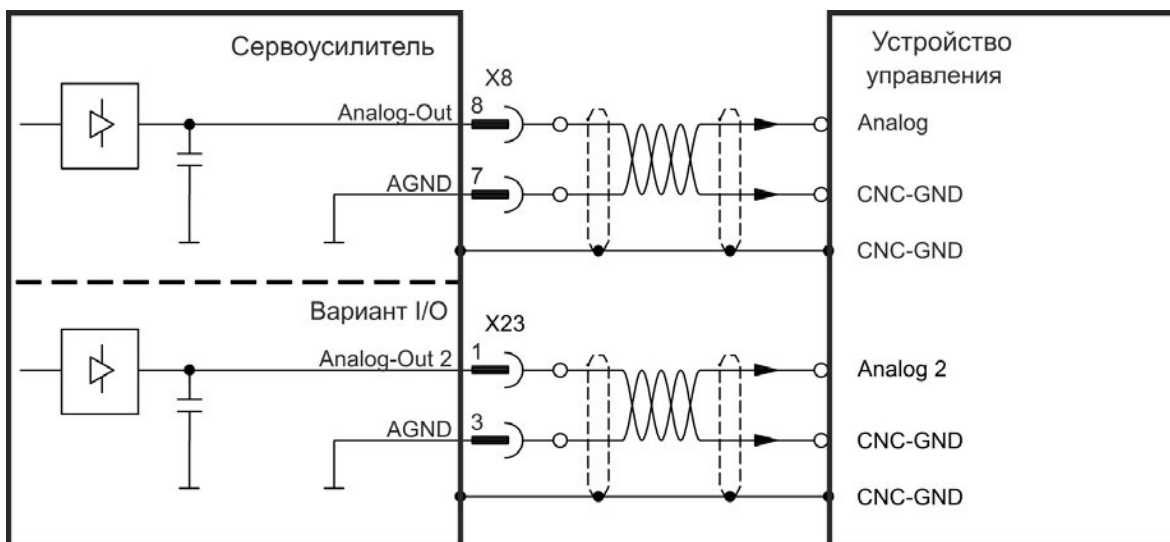 Сервоусилитель
Устройство
управления
X8
Analog-Out
8
Analog
AGND
7
CNC-GND
CNC-GND
Вариант I/O
X23
Analog-Out 2
1
Analog 2
AGND
3
CNC-GND
CNC-GND